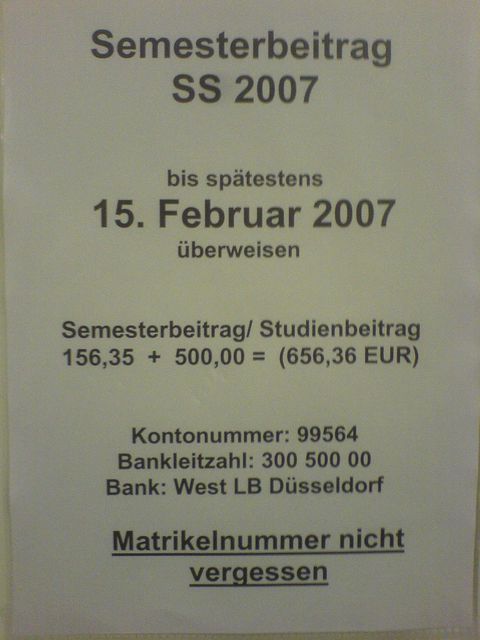 Semesterbeitrag
SS 2007
bis spätestens
15. Februar 2007
überweisen
Semesterbeitrag/ Studienbeitrag
156,35 + 500,00 = (656,36 EUR)
Kontonummer: 99564
Bankleitzahl: 300 500 00
Bank: West LB Düsseldorf
Matrikelnummer nicht
vergessen